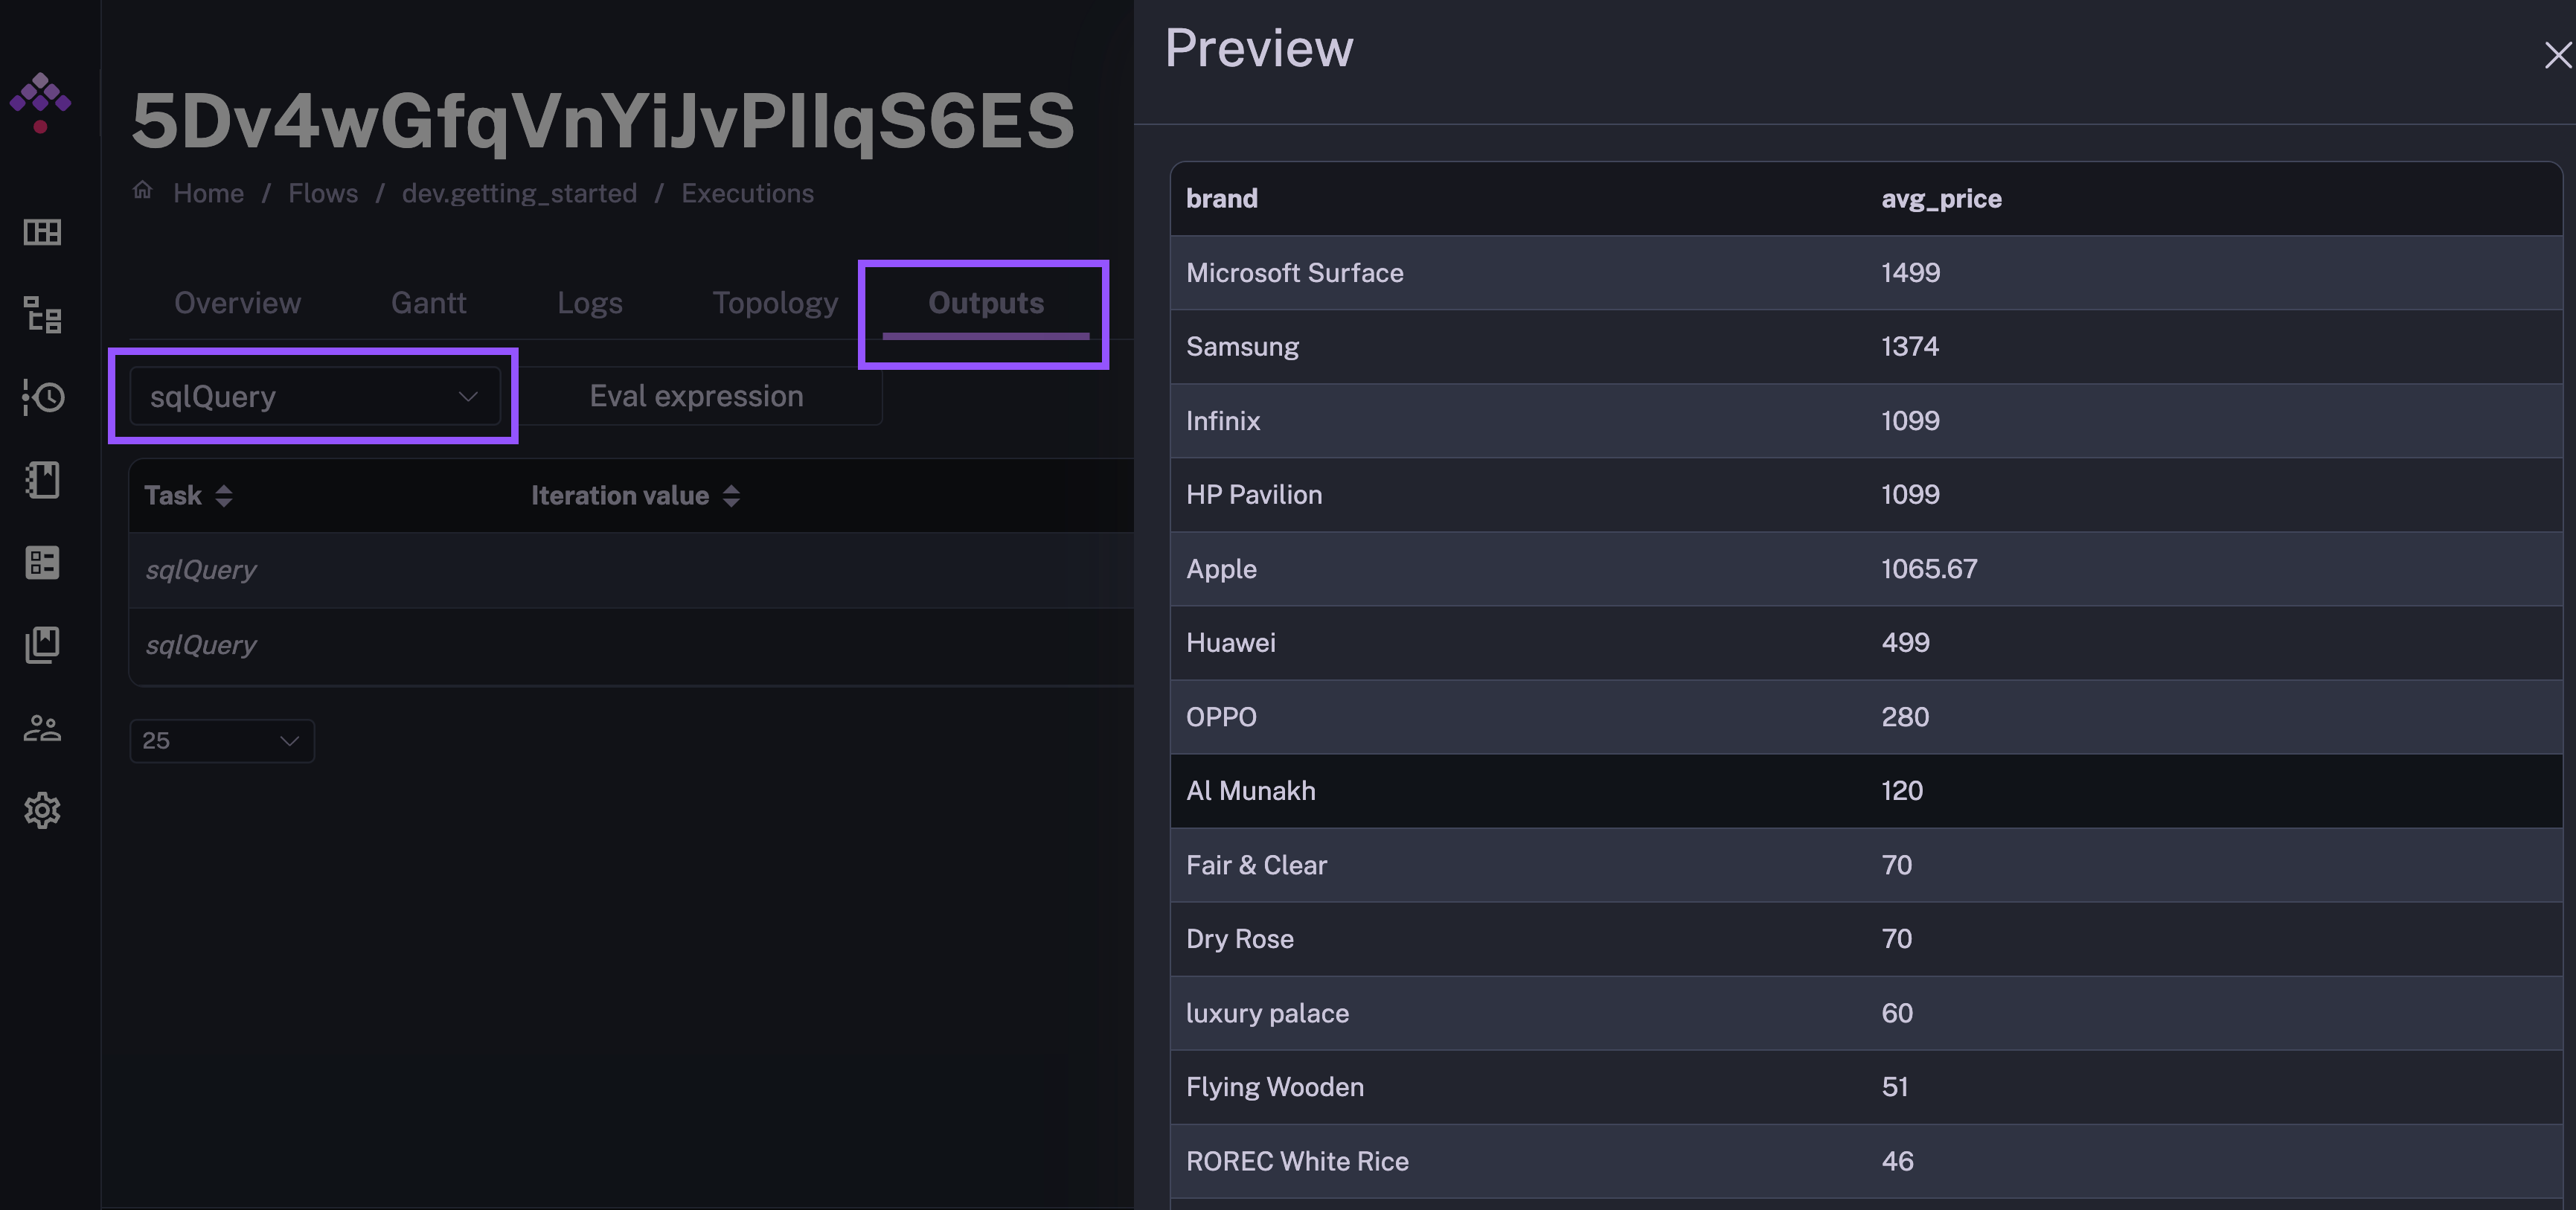 5Dv4wGfqVnYiJvPIlqS6ES
Home / Flows / dev.getting_started / Executions
Overview Gantt Logs Topology Outputs
sqlQuery Eval expression
Task Iteration value
sqlQuery
sqlQuery
25
Preview
brand avg_price
Microsoft Surface 1499
Samsung 1374
Infinix 1099
HP Pavilion 1099
Apple 1065.67
Huawei 499
OPPO 280
Al Munakh 120
Fair & Clear 70
Dry Rose 70
luxury palace 60
Flying Wooden 51
ROREC White Rice 46